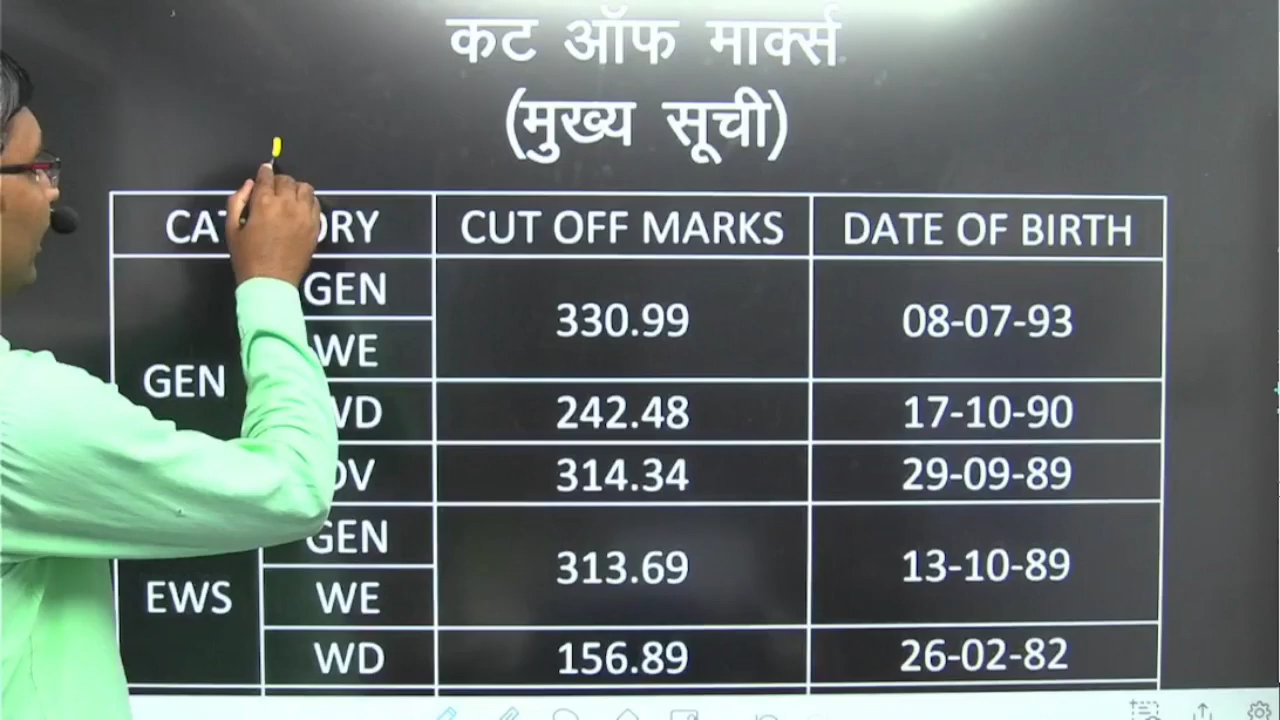 कट ऑफ मार्क्स
(मुख्य सूची)
CUT OFF MARKS DATE OF BIRTH
GEN GEN 330.99 08-07-93
WE
WD 242.48 17-10-90
314.34 29-09-89
EWS GEN 313.69 13-10-89
WE
WD 156.89 26-02-82